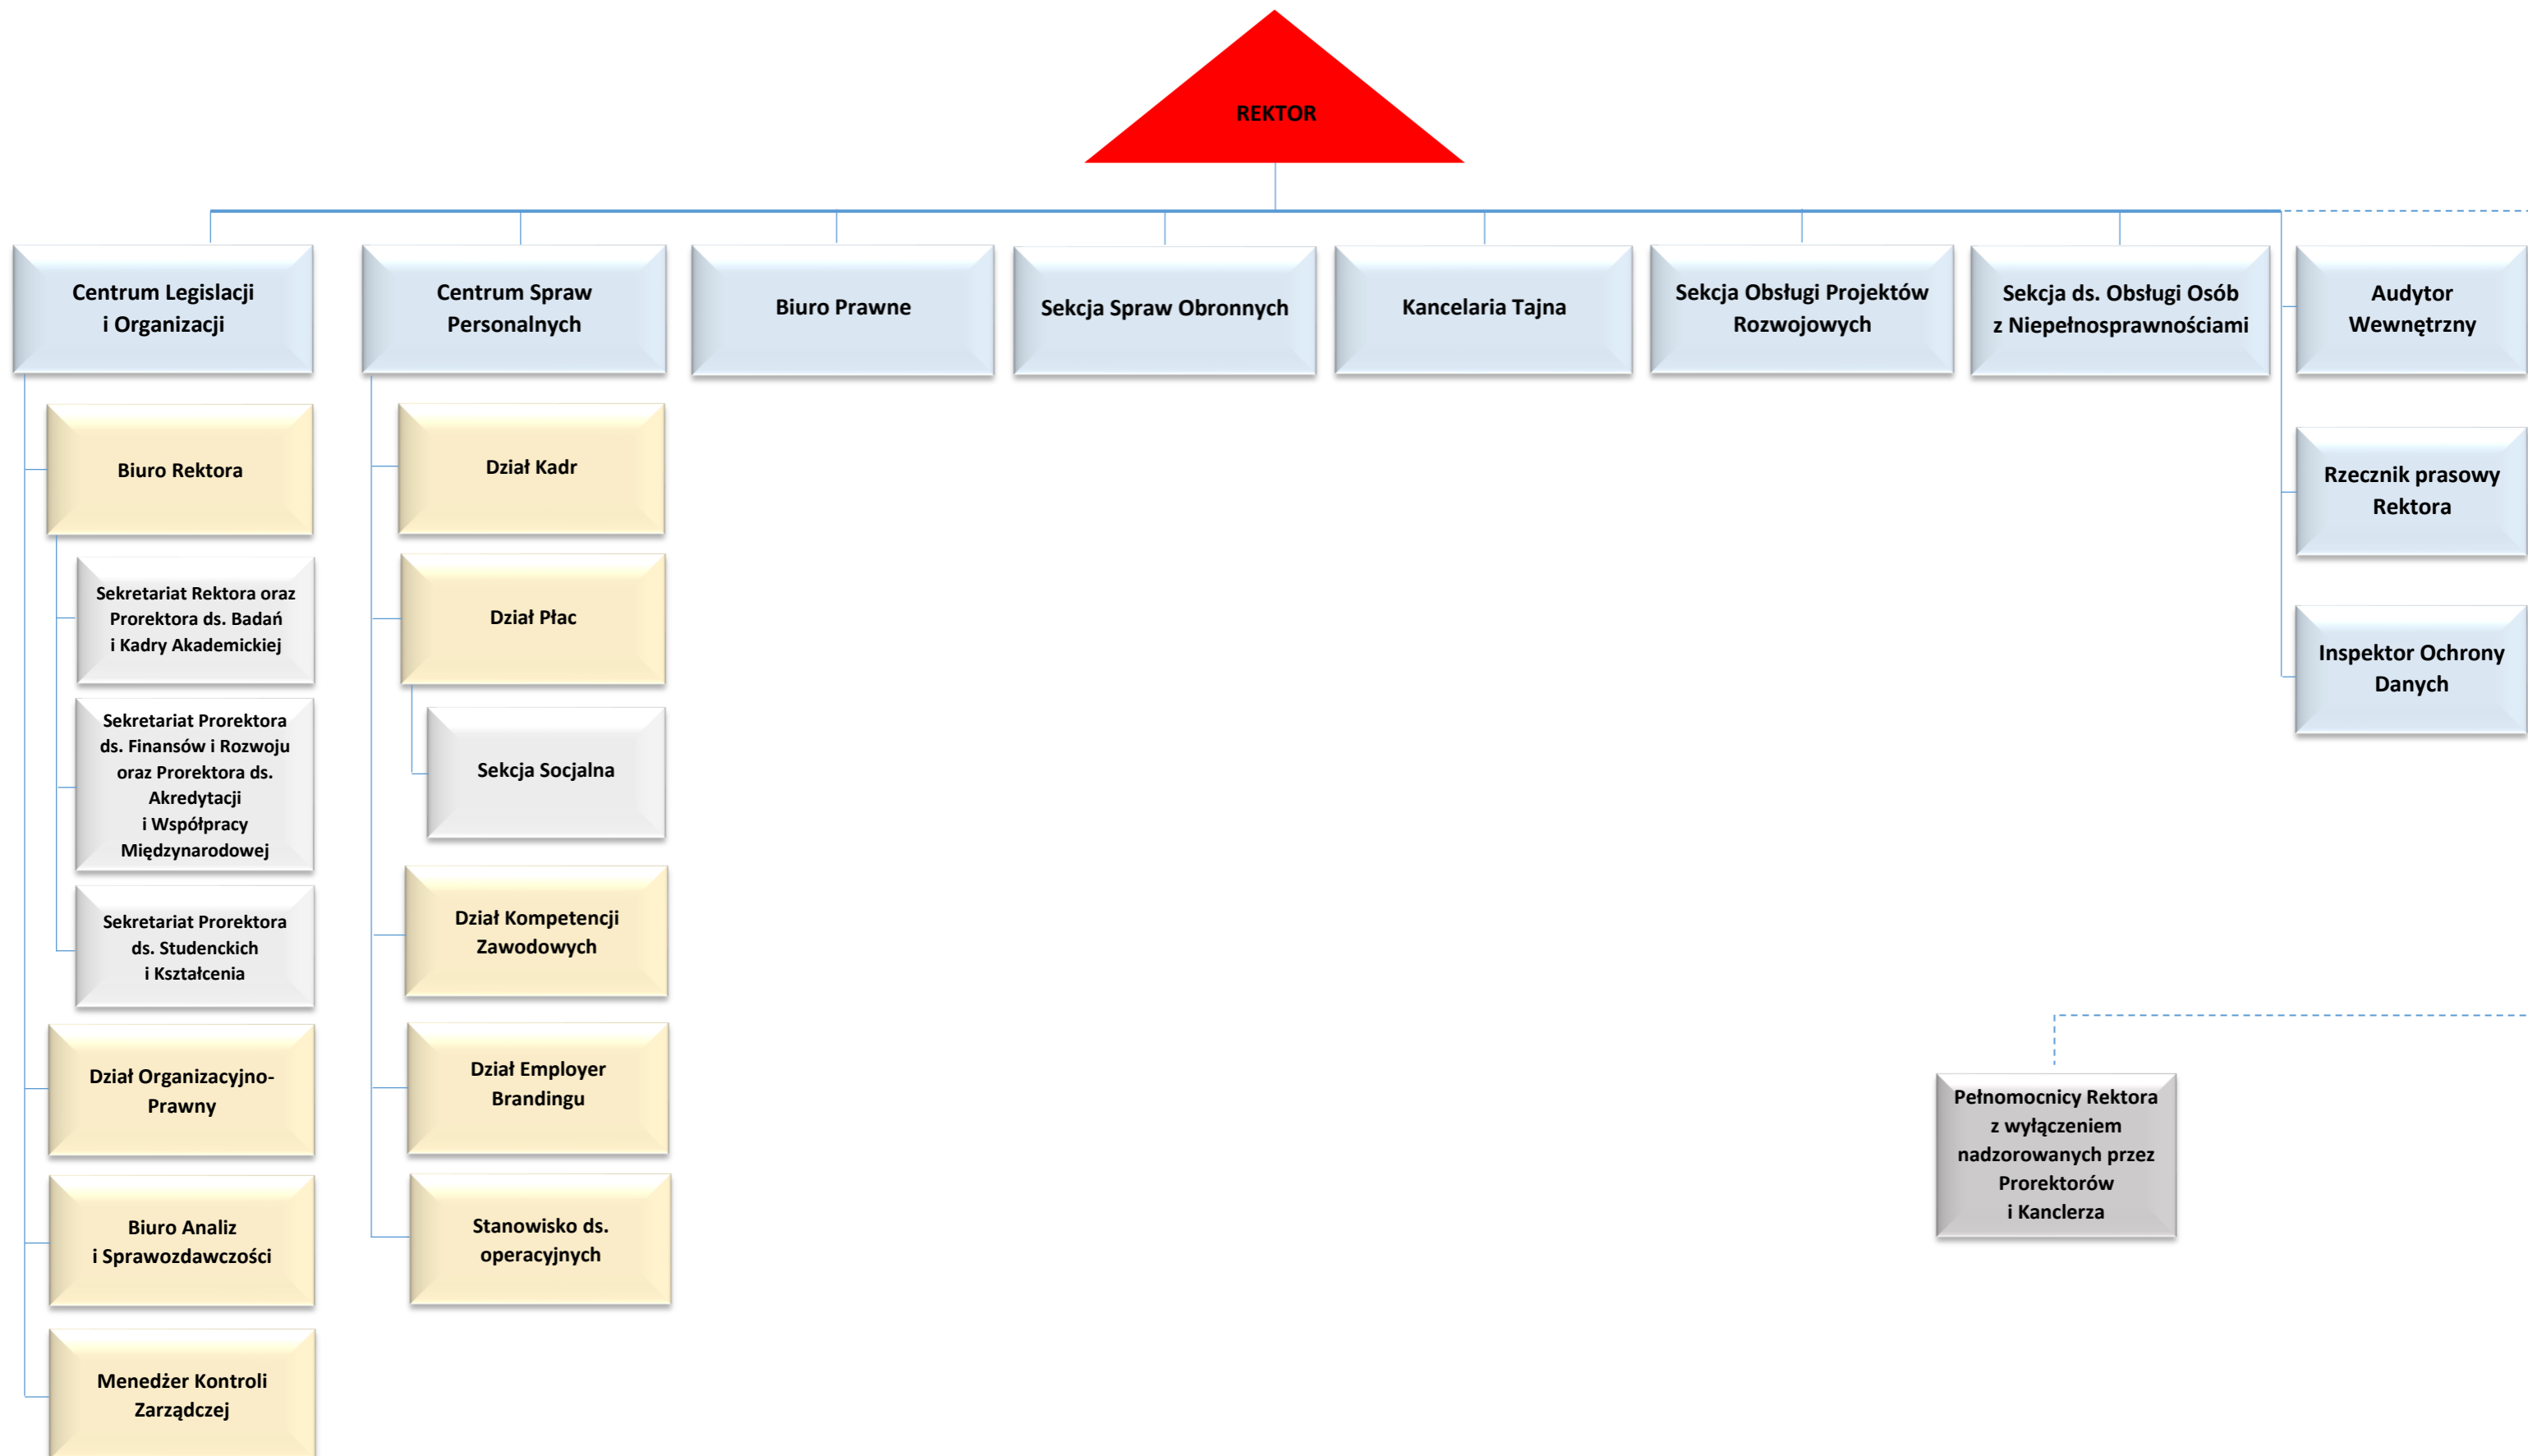 REKTOR
Centrum Legislacji
i Organizacji
Centrum Spraw
Personalnych
Biuro Prawne
Sekcja Spraw Obronnych
Kancelaria Tajna
Sekcja Obsługi Projektów
Rozwojowych
Sekcja ds. Obsługi Osób
z Niepełnosprawnościami
Audytor
Wewnętrzny
Biuro Rektora
Sekretariat Rektora oraz
Prorektora ds. Badań
i Kadry Akademickiej
Sekretariat Prorektora
ds. Finansów i Rozwoju
oraz Prorektora ds.
Akredytacji
i Współpracy
Międzynarodowej
Sekretariat Prorektora
ds. Studenckich
i Kształcenia
Dział Organizacyjno-
Prawny
Biuro Analiz
i Sprawozdawczości
Menedżer Kontroli
Zarządczej
Dział Kadr
Dział Płac
Sekcja Socjalna
Dział Kompetencji
Zawodowych
Dział Employer
Brandingu
Stanowisko ds.
operacyjnych
Rzecznik prasowy
Rektora
Inspektor Ochrony
Danych
Pełnomocnicy Rektora
z wyłączeniem
nadzorowanych przez
Prorektorów
i Kanclerza